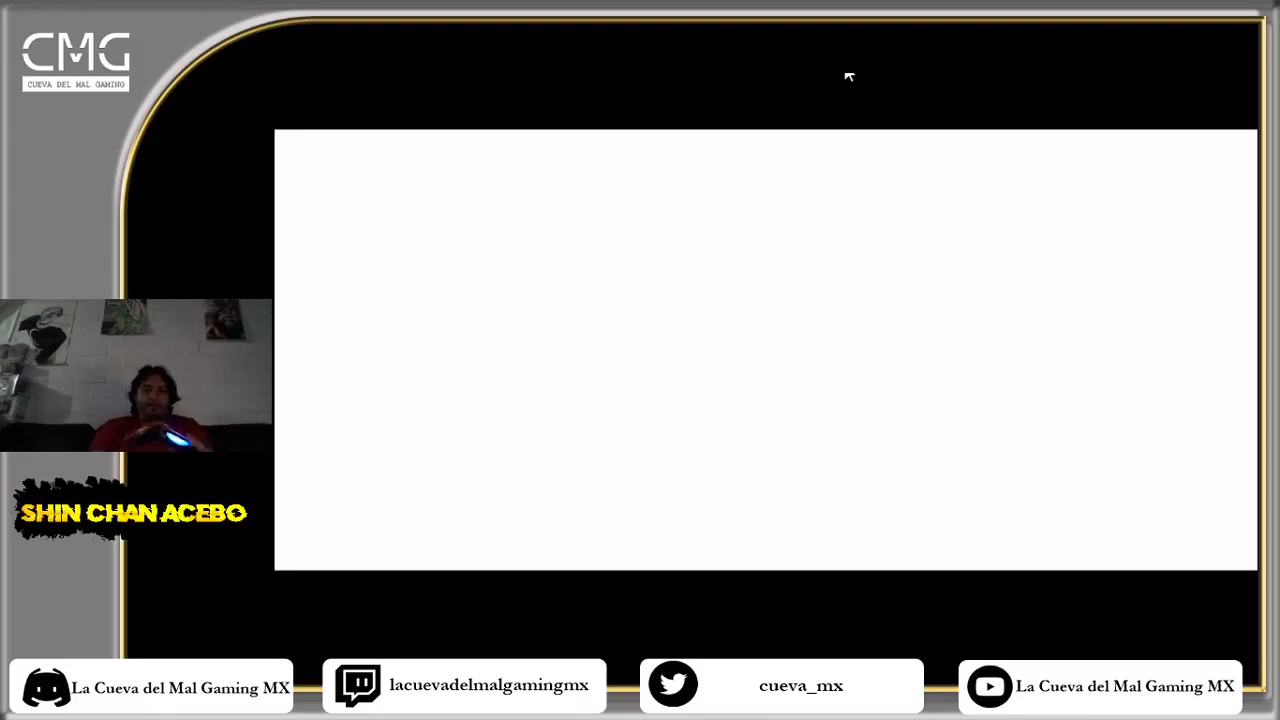 CMG
CUEVA DEL MAL GAMING
SHIN CHAN ACEBO
La Cueva del Mal Gaming MX
lacuevadelmalgamingmx
cueva_mx
La Cueva del Mal Gaming MX